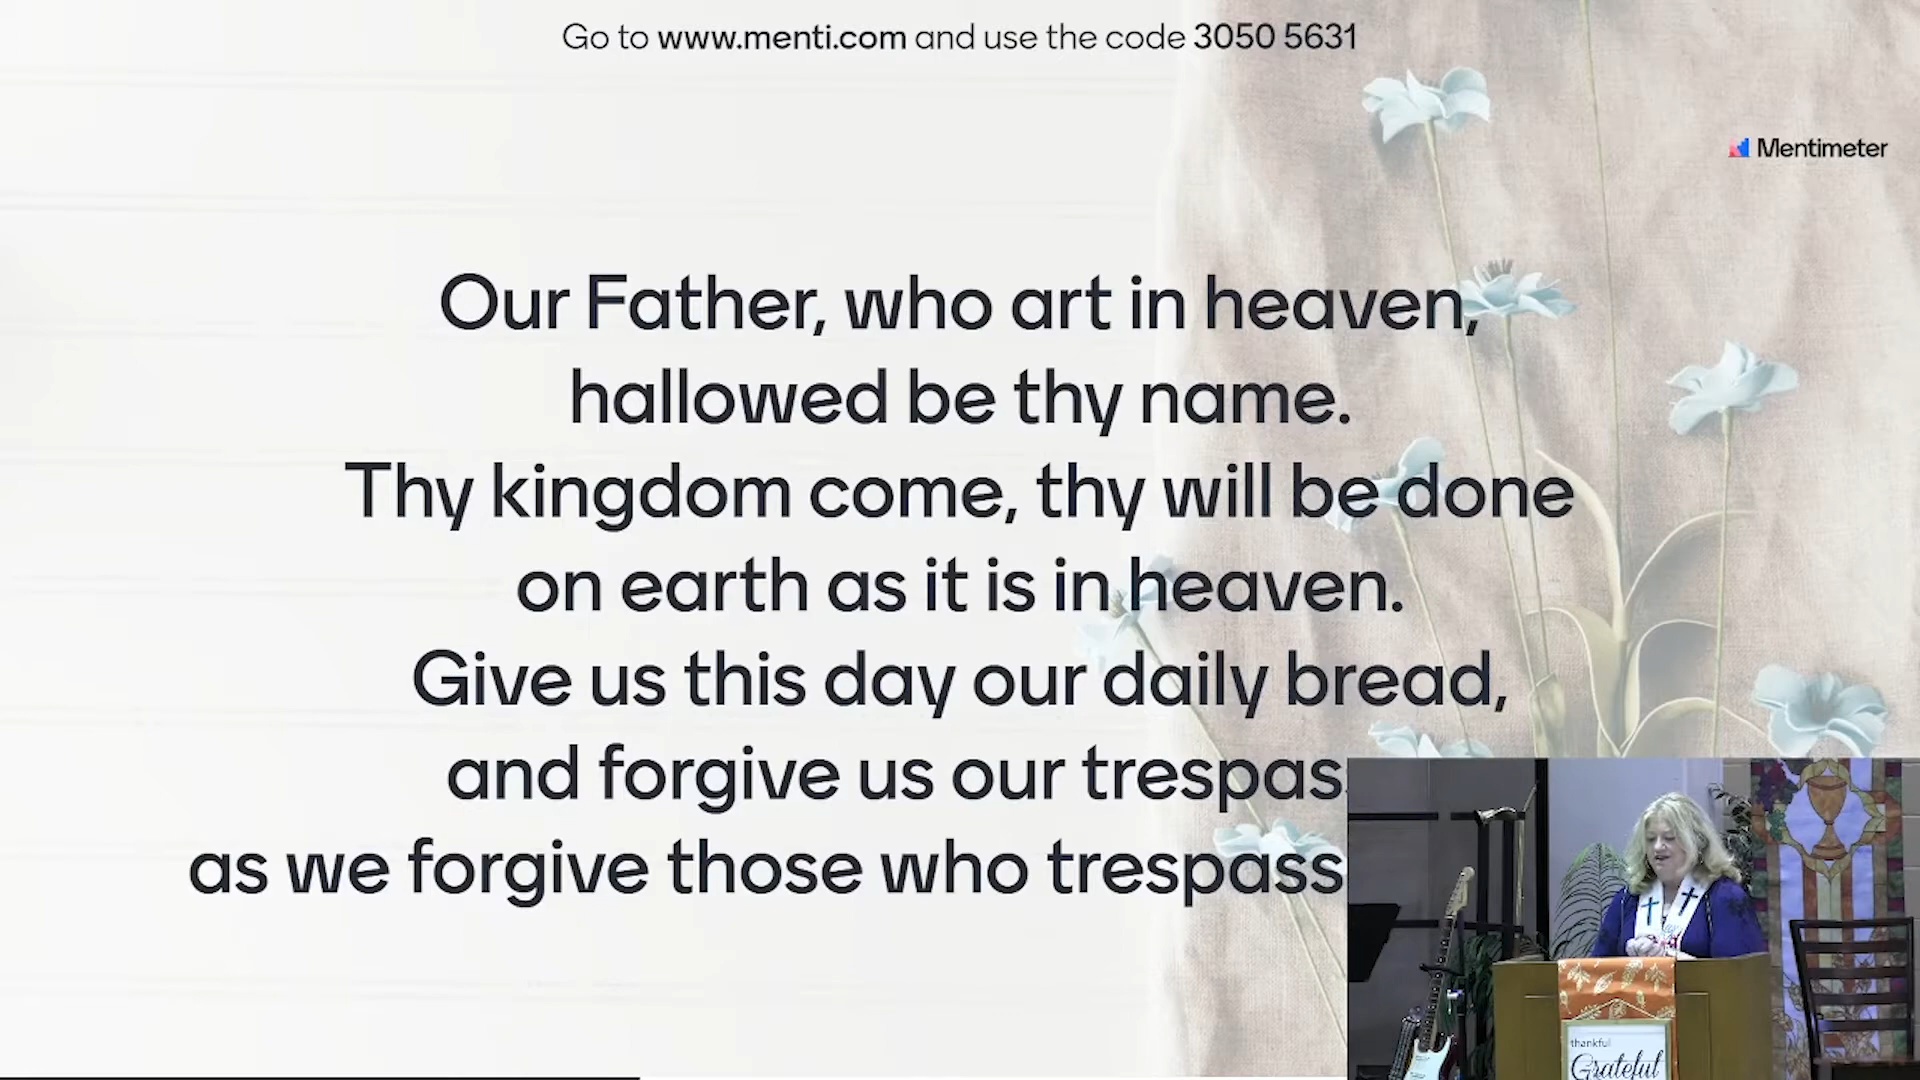 Go to www.menti.com and use the code 3050 5631
Mentimeter
Our Father, who art in heaven,
hallowed be thy name.
Thy kingdom come, thy will be done
on earth as it is in heaven.
Give us this day our daily bread,
and forgive us our trespas
as we forgive those who trespass
thankful
Grateful